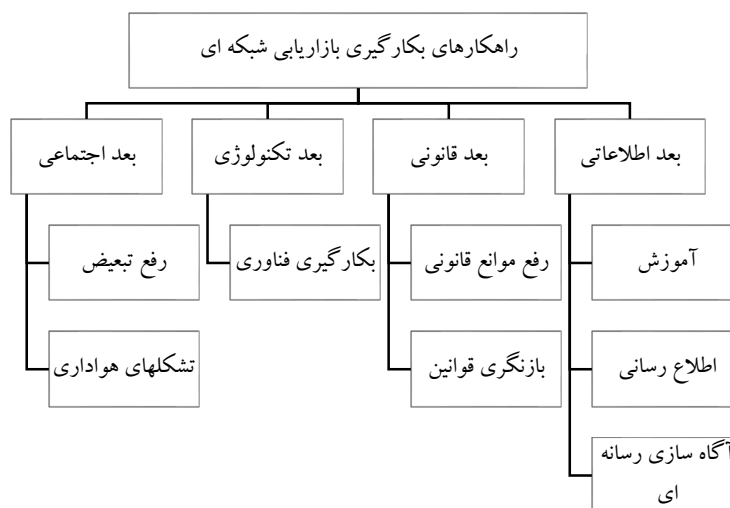 راهکارهای بکارگیری بازاریابی شبکه ای
بعد اطلاعاتی
بعد قانونی
بعد تکنولوژی
بعد اجتماعی
آموزش
رفع موانع قانونی
بکارگیری فناوری
رفع تبعیض
اطلاع رسانی
بازنگری قوانین
تشکلهای هواداری
آگاه سازی رسانه
ای